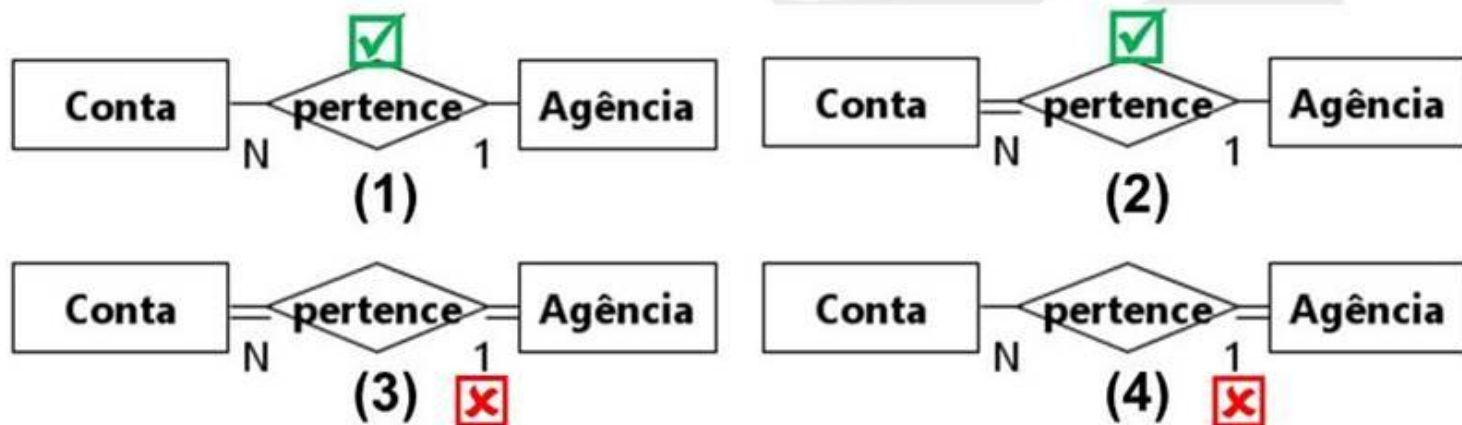 Conta pertence Agência
N 1
(1)
Conta pertence Agência
N 1
(2)
Conta pertence Agência
N 1
(3)
Conta pertence Agência
N 1
(4)